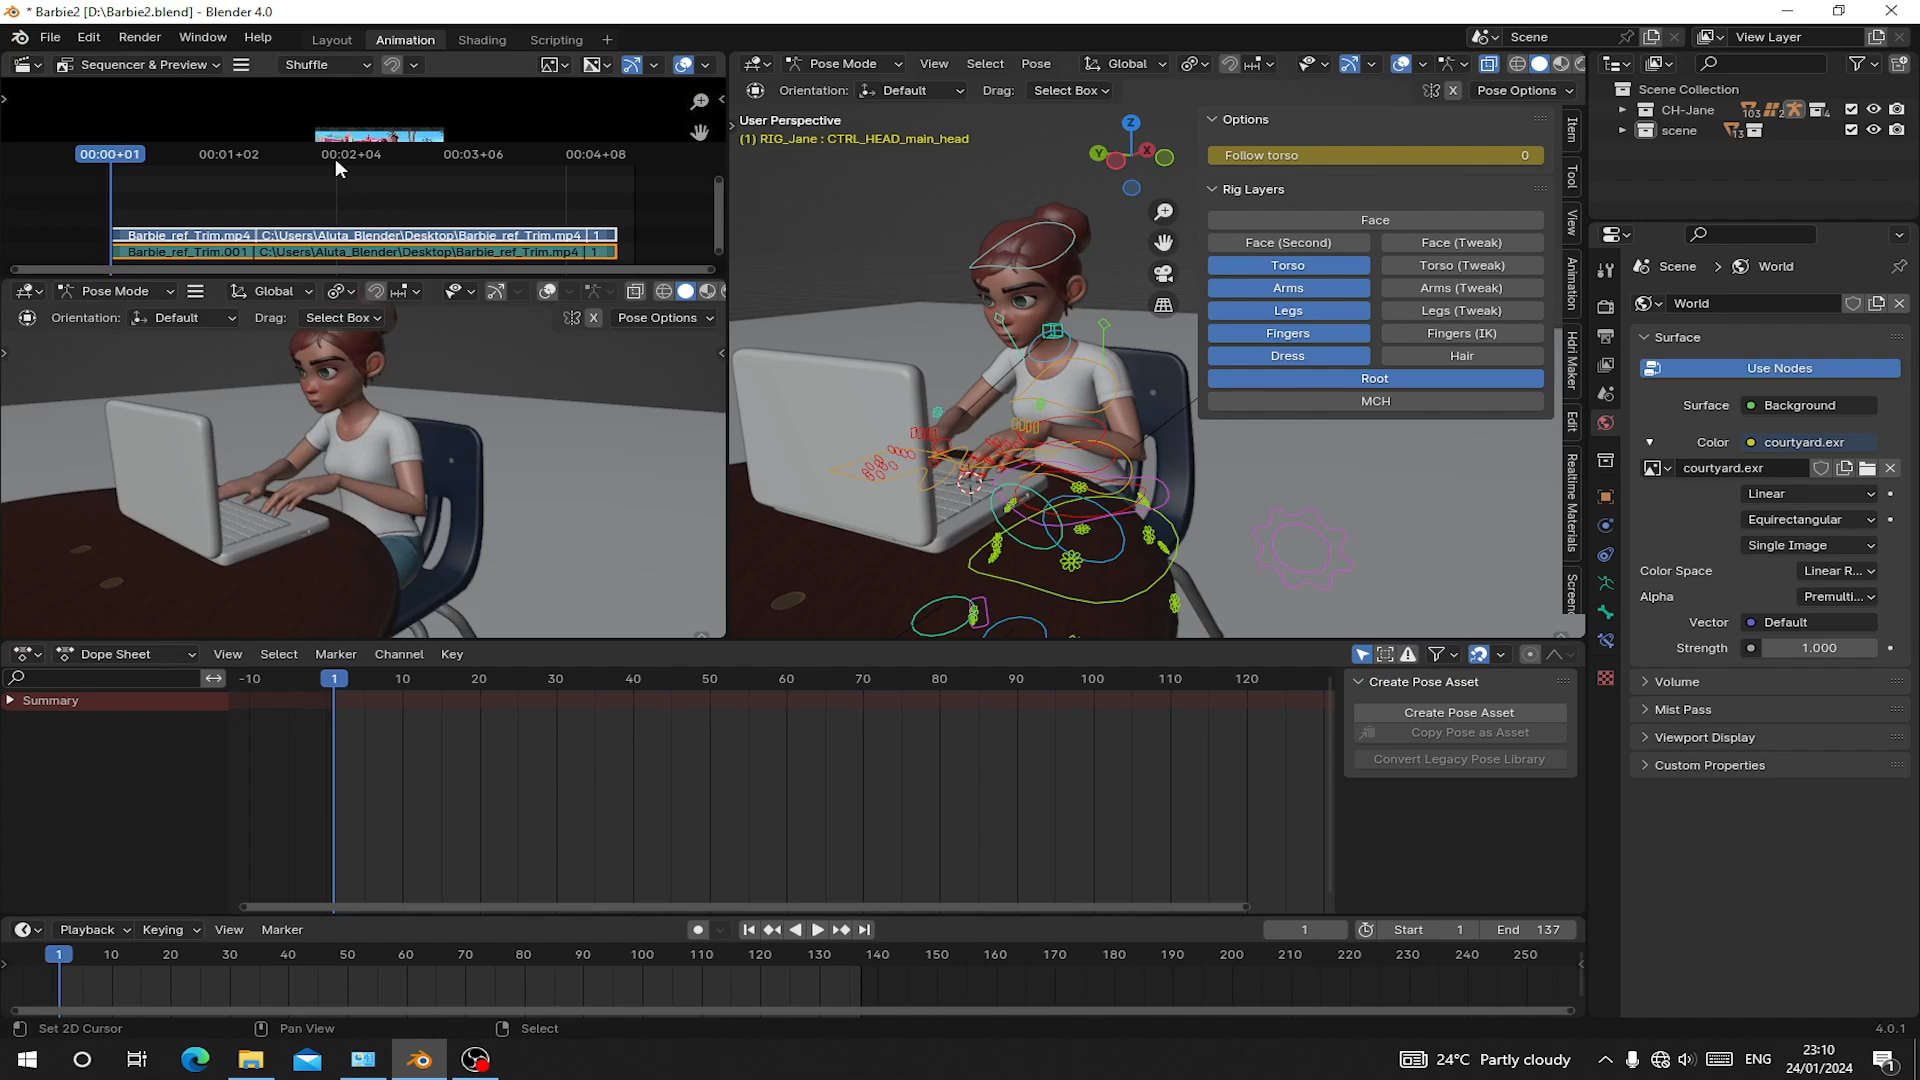 * Barbie2 [D:\Barbie2.blend] - Blender 4.0
File Edit Render Window Help Layout Animation Shading Scripting + Scene View Layer
Sequencer & Preview Shuffle
Pose Mode View Select Pose Global
Orientation: Default Drag: Select Box X Pose Options
User Perspective
(1) RIG_Jane : CTRL_HEAD_main_head
00:00+01 00:01+02 00:02+04 00:03+06 00:04+08
Barbie_ref_Trim.mp4 | C:\Users\Aluta_Blender\Desktop\Barbie_ref_Trim.mp4 | 1
Barbie_ref_Trim.001 | C:\Users\Aluta_Blender\Desktop\Barbie_ref_Trim.mp4 | 1
Pose Mode Global
Orientation: Default Drag: Select Box X Pose Options
Z
Y
X
Options
Follow torso 0
Rig Layers
Face
Face (Second) Face (Tweak)
Torso Torso (Tweak)
Arms Arms (Tweak)
Legs Legs (Tweak)
Fingers Fingers (IK)
Dress Hair
Root
MCH
Item
Tool
View
Animation
Hdri Maker
Edit
Realtime Materials
Screenc
Scene Collection
CH-Jane 103 2 4
scene 13
Scene > World
World
Surface
Use Nodes
Surface Background
Color courtyard.exr
courtyard.exr
Linear
Equirectangular
Single Image
Color Space Linear R...
Alpha Premulti...
Vector Default
Strength 1.000
Volume
Mist Pass
Viewport Display
Custom Properties
Dope Sheet View Select Marker Channel Key
-10 1 10 20 30 40 50 60 70 80 90 100 110 120
Summary
Create Pose Asset
Create Pose Asset
Copy Pose as Asset
Convert Legacy Pose Library
Playback Keying View Marker 1 Start 1 End 137
1 10 20 30 40 50 60 70 80 90 100 110 120 130 140 150 160 170 180 190 200 210 220 230 240 250
Set 2D Cursor Pan View Select 4.0.1
24°C Partly cloudy ENG 23:10
24/01/2024
1